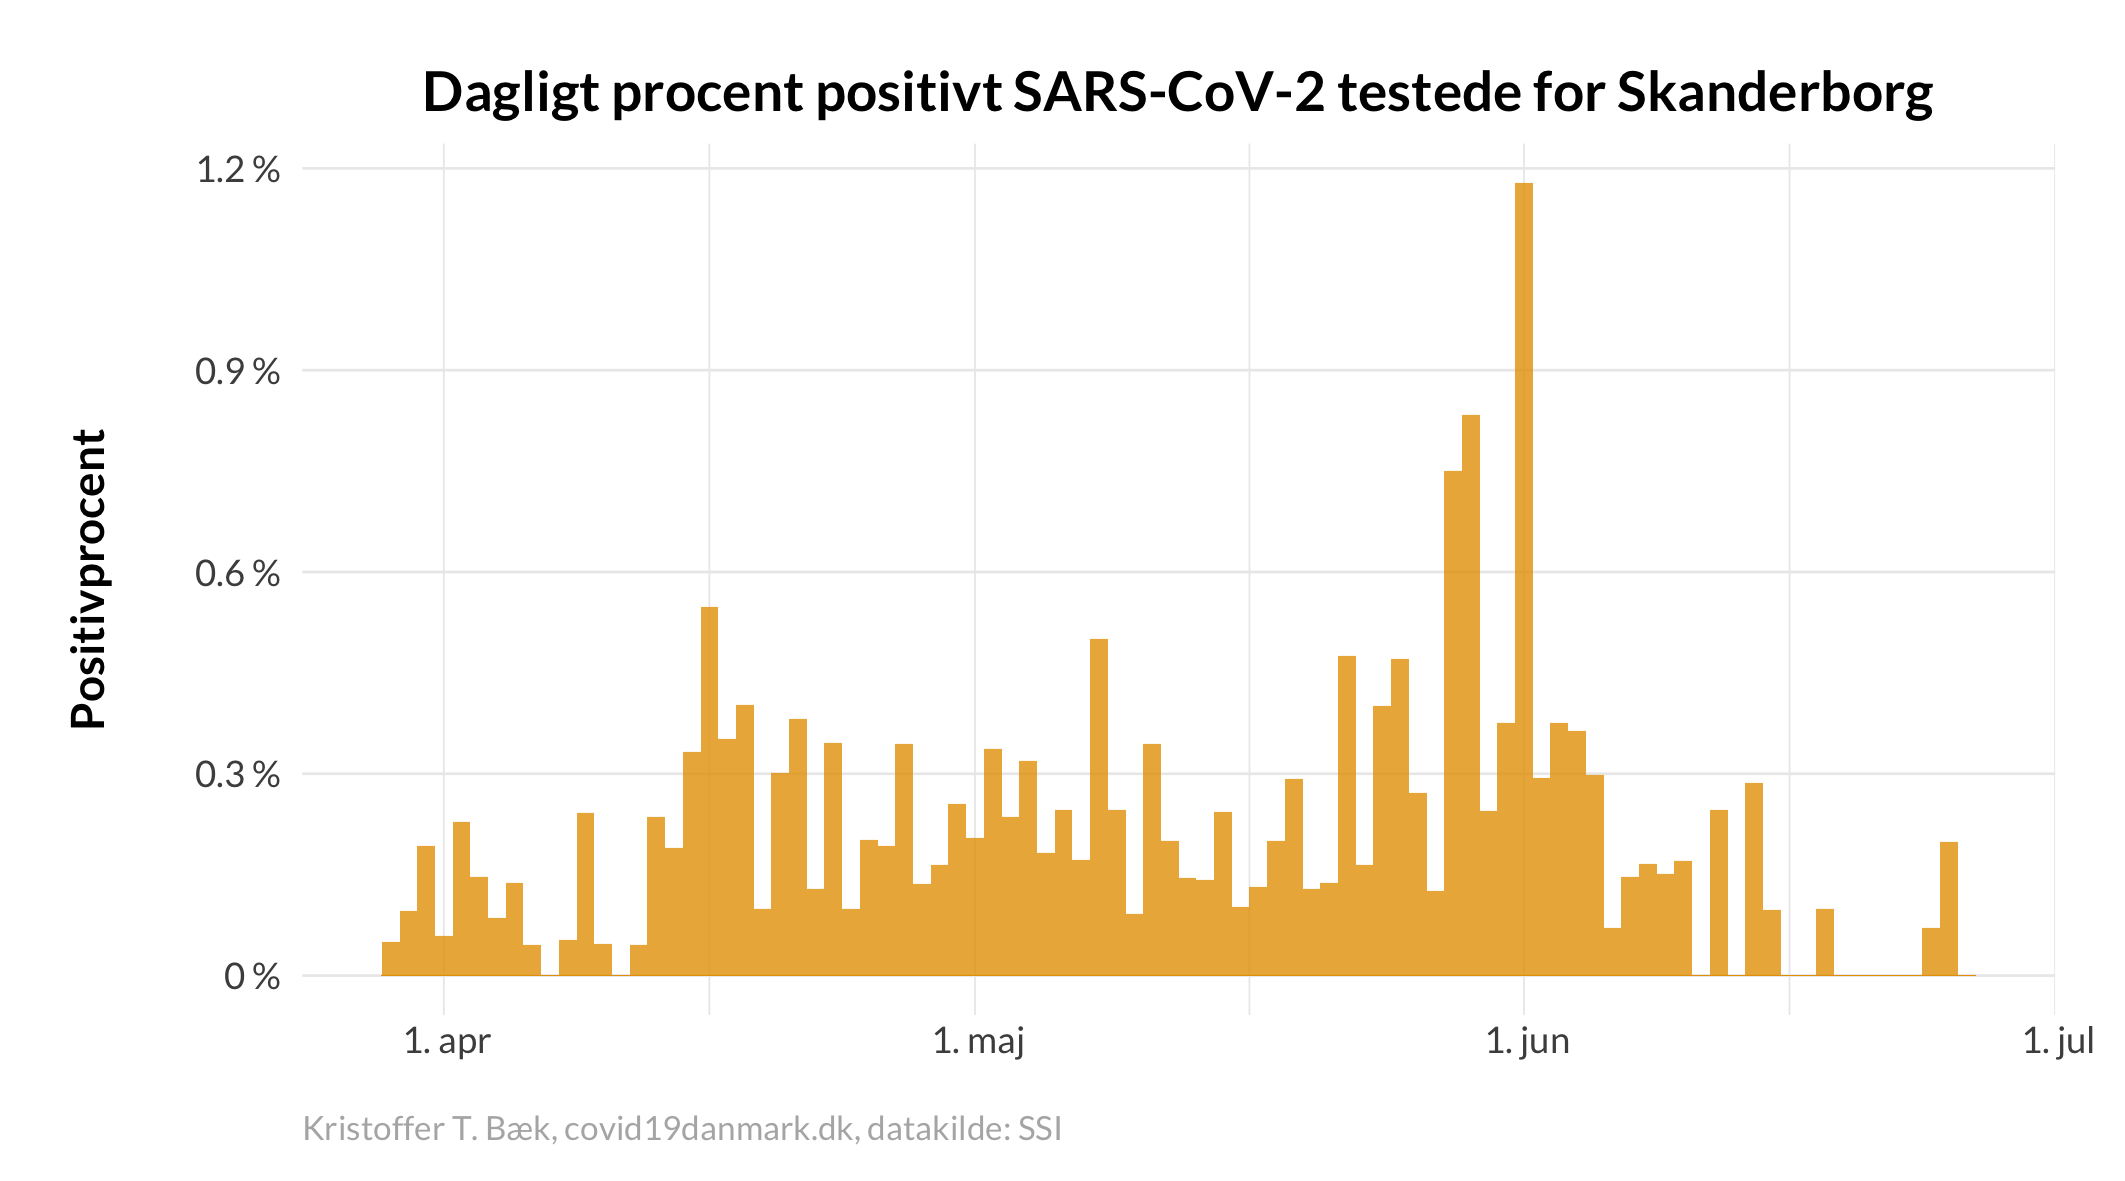 Dagligt procent positivt SARS-CoV-2 testede for Skanderborg
Positivprocent
1.2 %
0.9 %
0.6 %
0.3 %
0 %
1. apr
1. maj
1. jun
1. jul
Kristoffer T. Bæk, covid19danmark.dk, datakilde: SSI